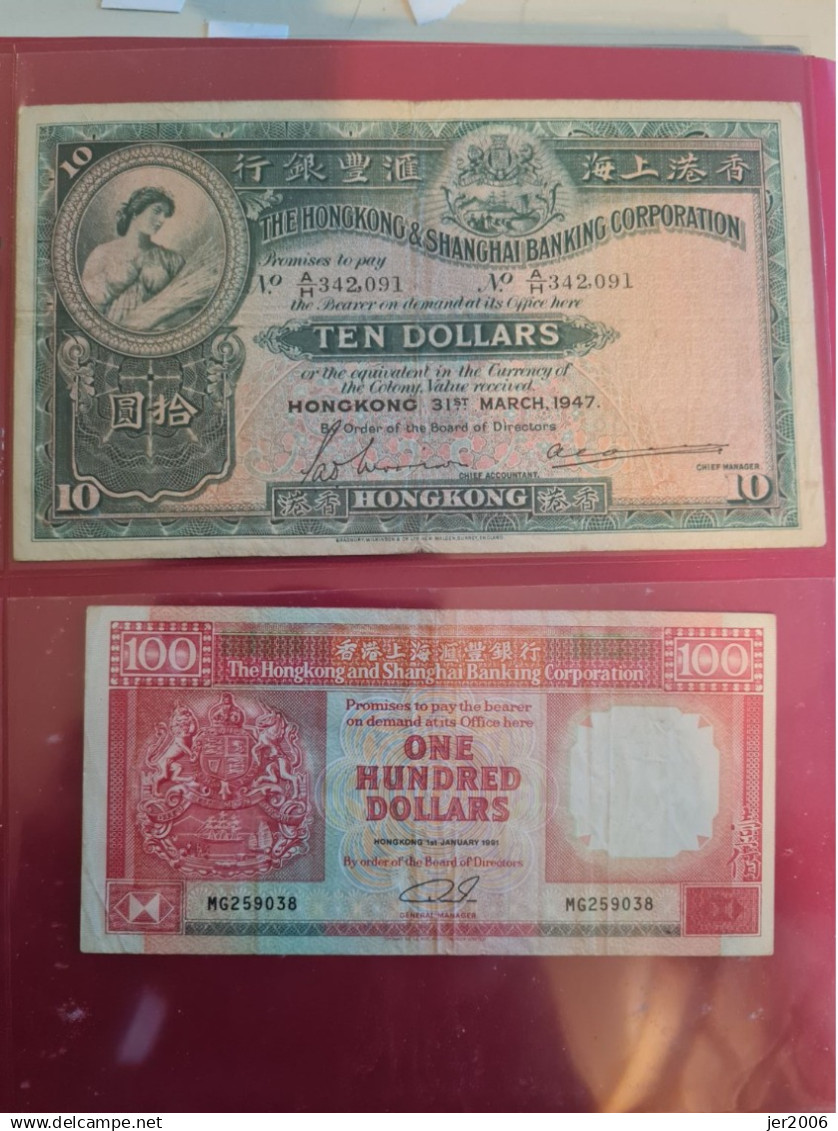 10
行銀豐滙 海上港香
THE HONGKONG & SHANGHAI BANKING CORPORATION
Promises to pay
No. A/H 342,091 No. A/H 342,091
the Bearer on demand at its Office here
TEN DOLLARS
or the equivalent in the Currency of
the Colony, Value received.
HONGKONG 31ST MARCH, 1947.
By Order of the Board of Directors
圓拾
CHIEF ACCOUNTANT. CHIEF MANAGER
10 港香 HONGKONG 港香 10
100 香港上海滙豐銀行 100
The Hongkong and Shanghai Banking Corporation
Promises to pay the bearer
on demand at its Office here
ONE
HUNDRED
DOLLARS
HONGKONG 1st JANUARY 1991
By order of the Board of Directors
壹佰
MG259038 MG259038
GENERAL MANAGER
delcampe.net
jer2006